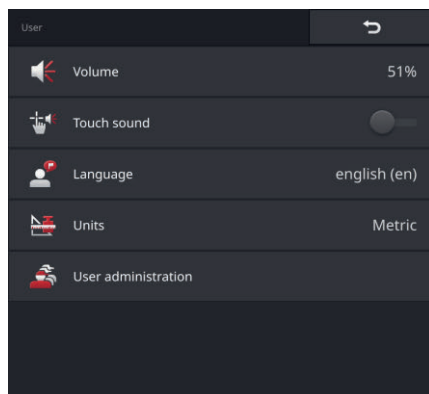 User
Volume
51%
Touch sound
Language
english (en)
Units
Metric
User administration